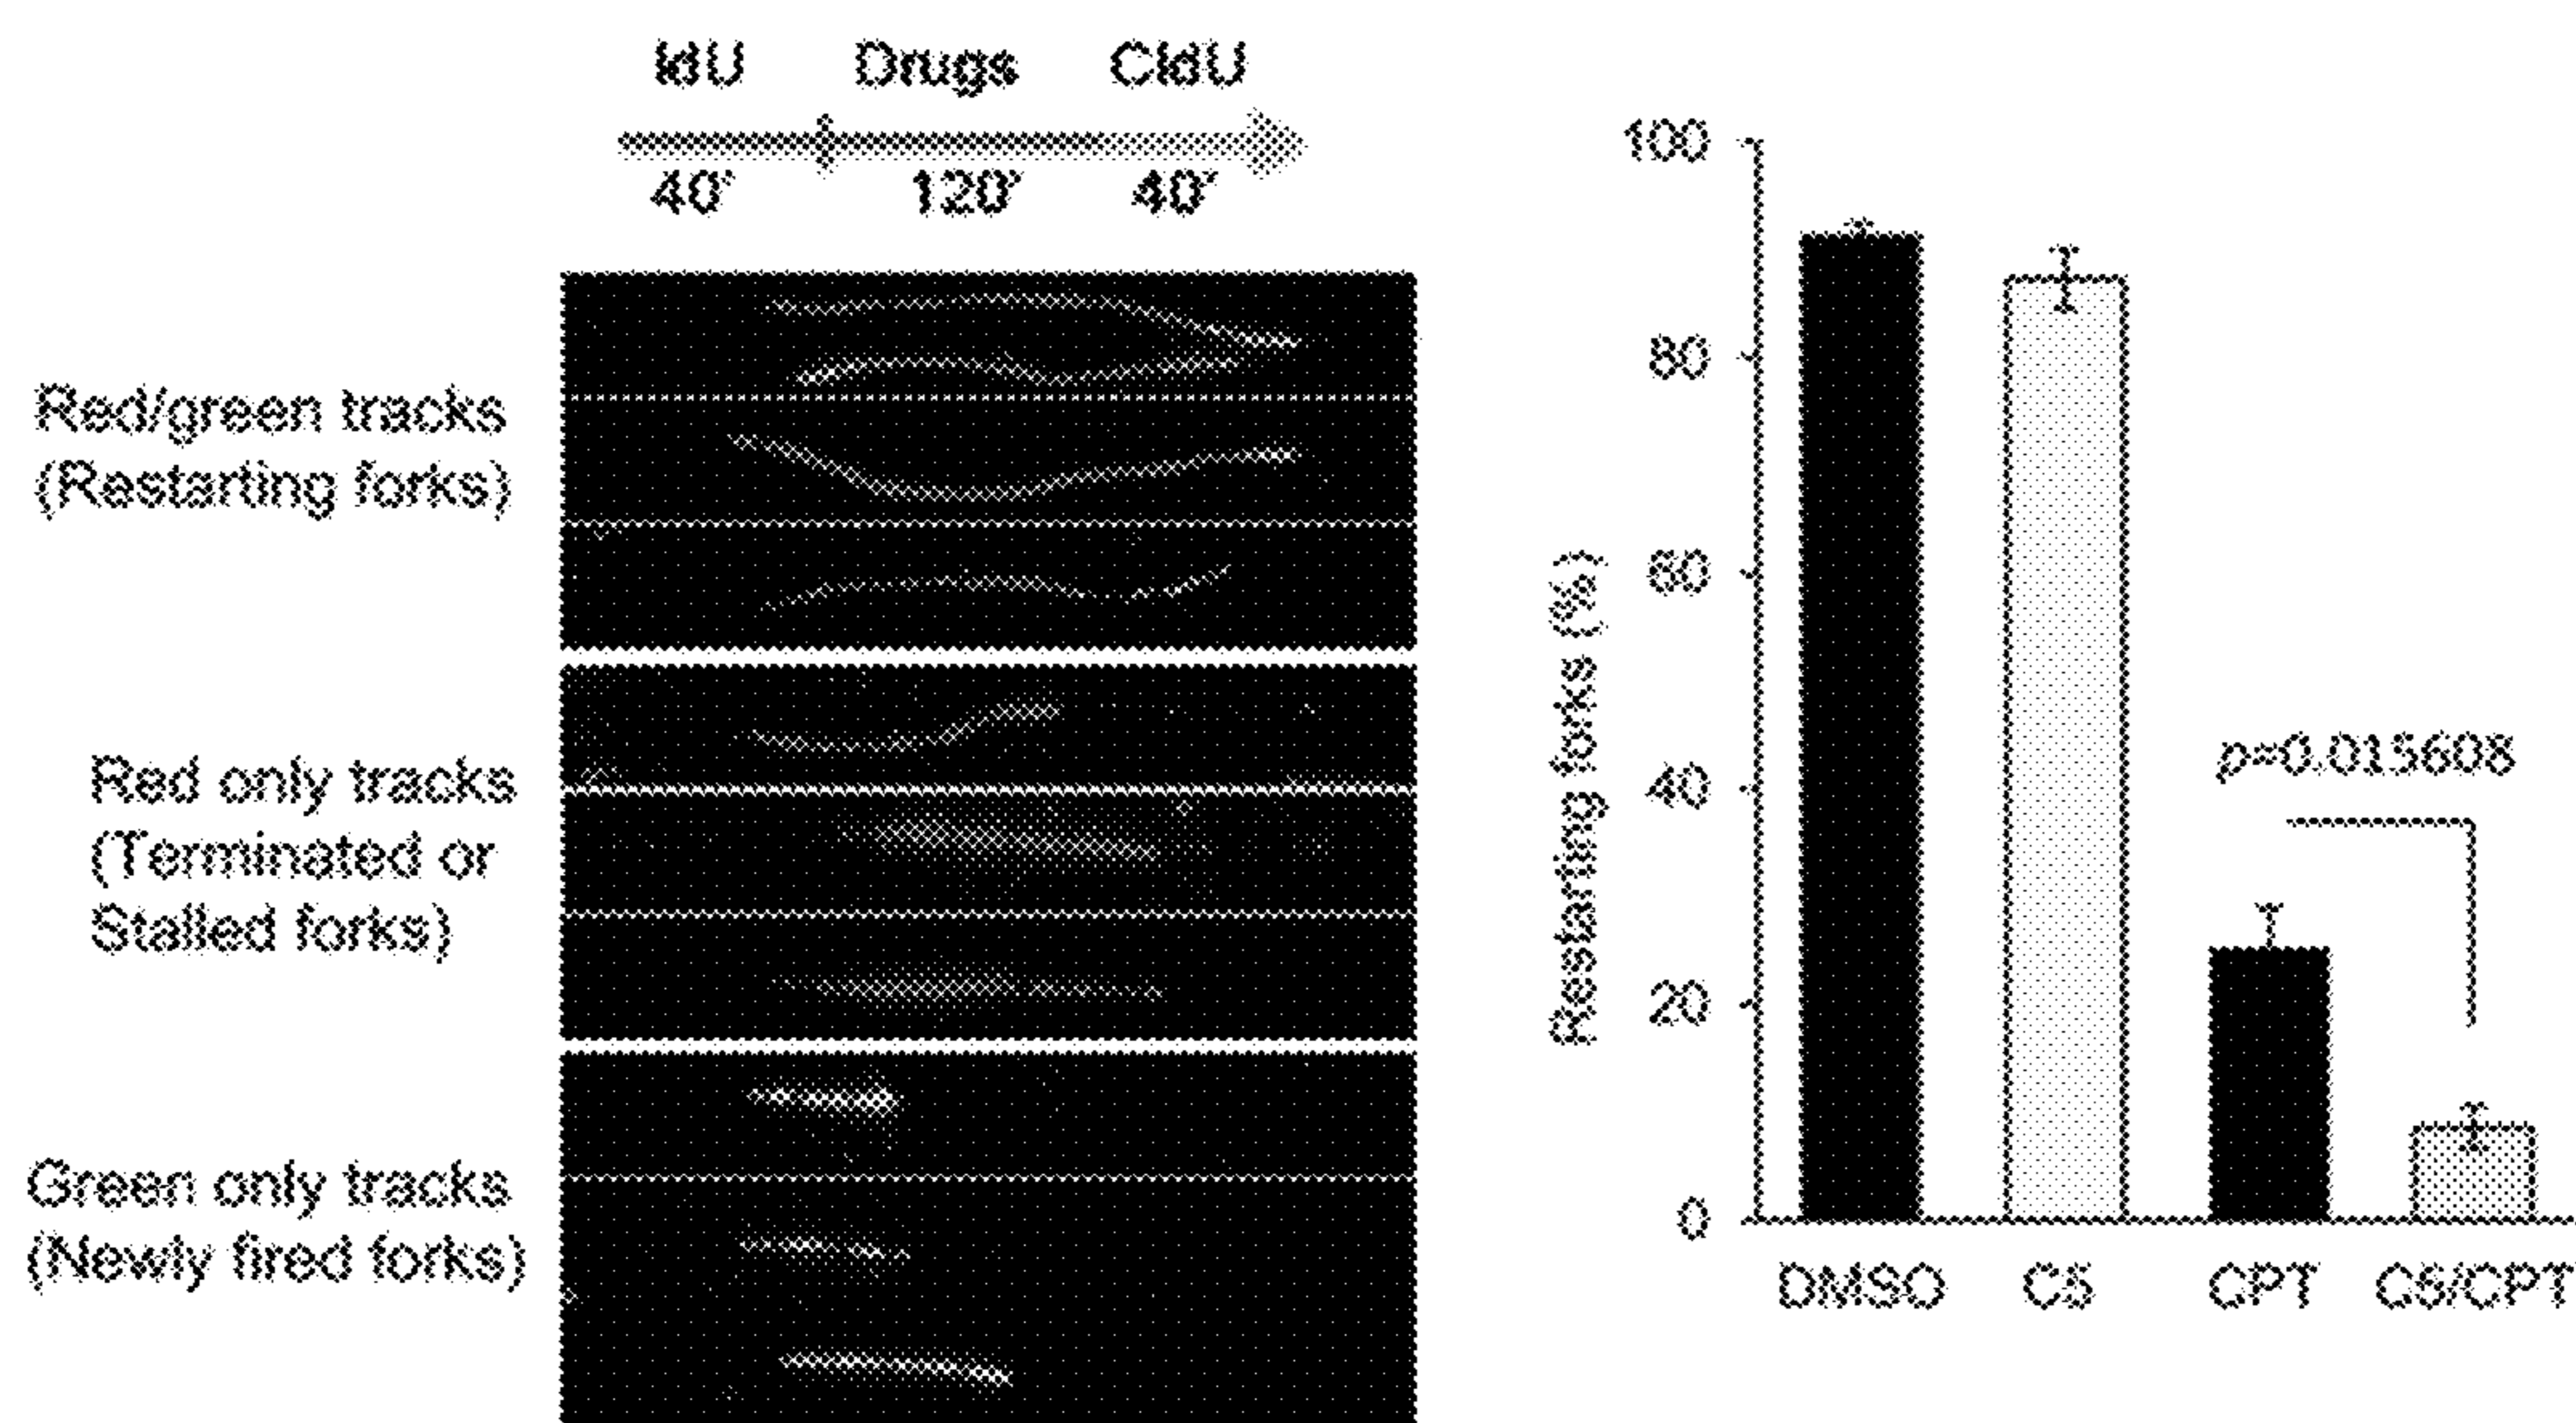 IdU Drugs CldU
40' 120' 40'
Red/green tracks
(Restarting forks)
Red only tracks
(Terminated or
Stalled forks)
Green only tracks
(Newly fired forks)
Restarting forks (%)
100
80
60
40
20
0
p=0.015608
DMSO C5 CPT C5/CPT